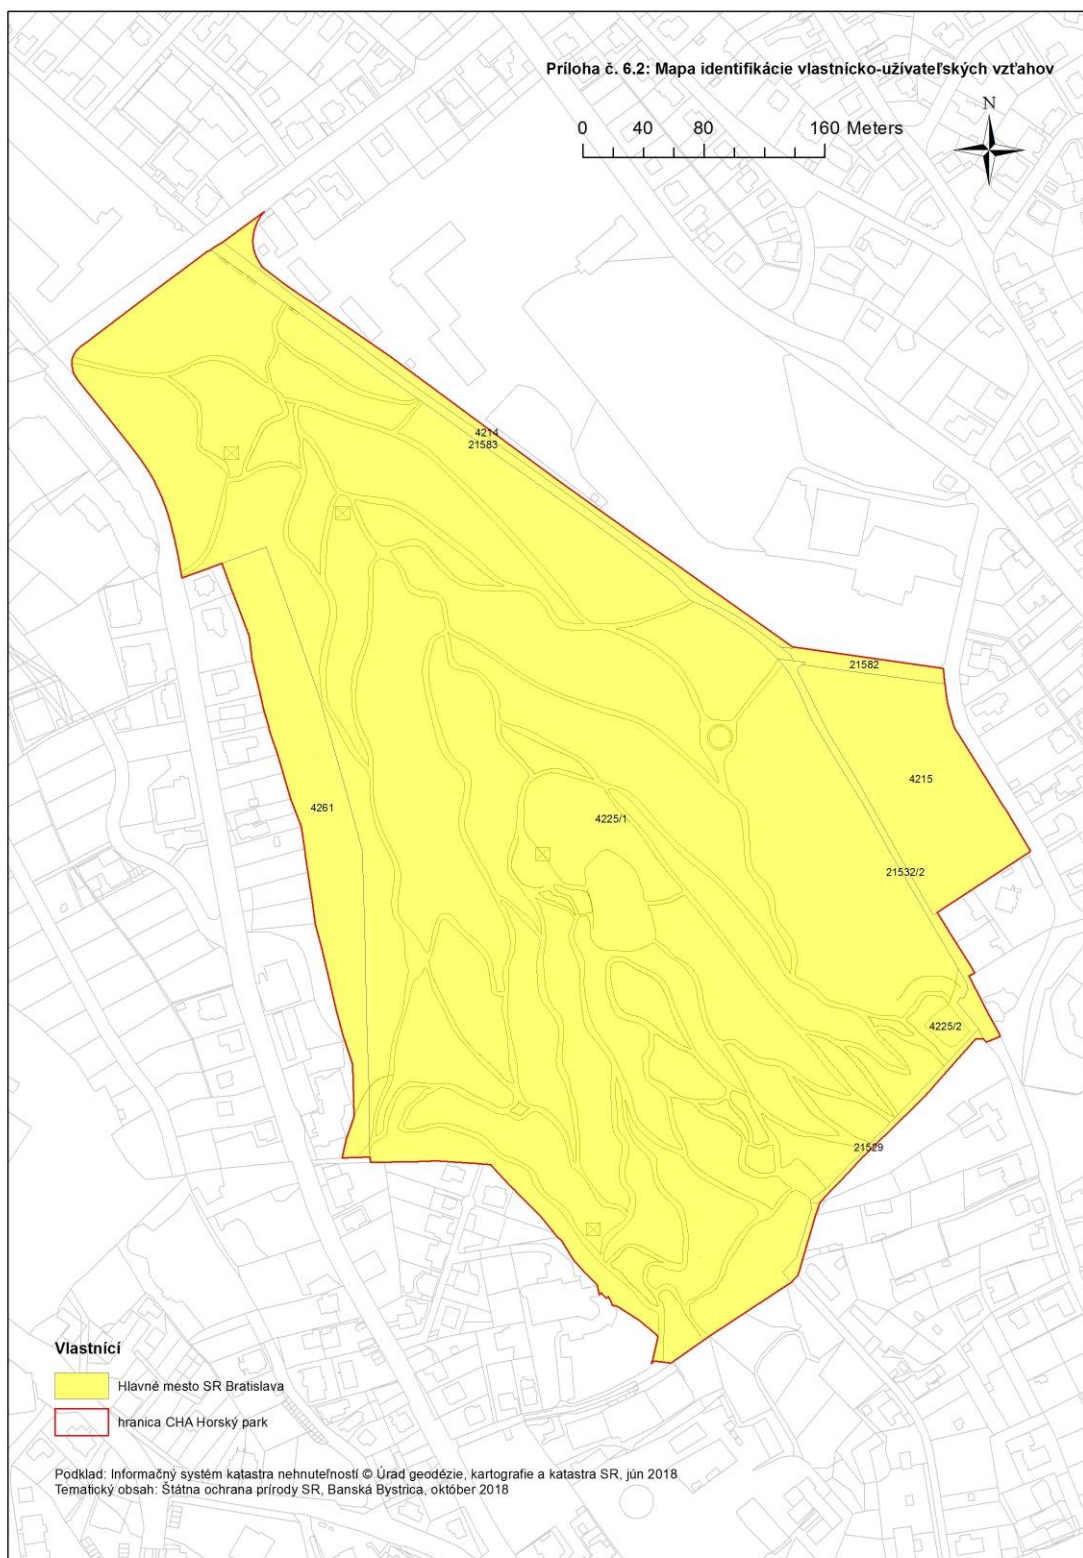 Príloha č. 6.2: Mapa identifikácie vlastnícko-užívateľských vzťahov
N
0 40 80 160 Meters
4214
21583
21582
4215
4261
4225/1
21532/2
4225/2
21529
Vlastnící
Hlavné mesto SR Bratislava
hranica CHA Horský park
Podklad: Informačný systém katastra nehnuteľností © Úrad geodézie, kartografie a katastra SR, jún 2018
Tematický obsah: Štátna ochrana prírody SR, Banská Bystrica, október 2018